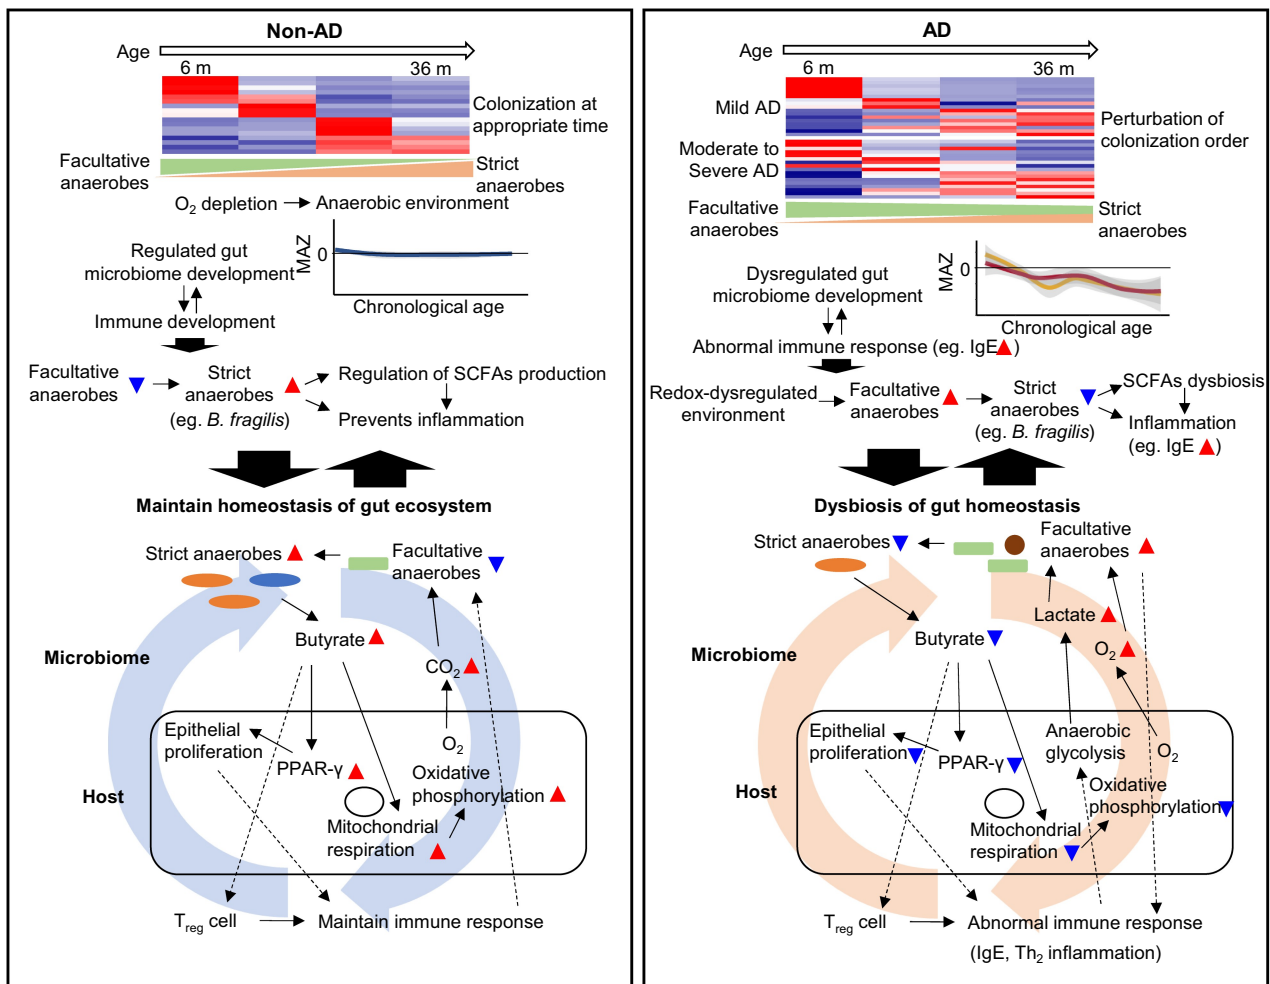 Non-AD
Age
6 m
36 m
Colonization at
appropriate time
Facultative
anaerobes
Strict
anaerobes
O2 depletion
Anaerobic environment
Regulated gut
microbiome development
Immune development
MAZ
0
Chronological age
Facultative
anaerobes
Strict
anaerobes
(eg. B. fragilis)
Regulation of SCFAs production
Prevents inflammation
Maintain homeostasis of gut ecosystem
Strict anaerobes
Facultative
anaerobes
Butyrate
CO2
Microbiome
Epithelial
proliferation
O2
PPAR-γ
Oxidative
phosphorylation
Host
Mitochondrial
respiration
Treg cell
Maintain immune response
AD
Age
6 m
36 m
Mild AD
Moderate to
Severe AD
Perturbation of
colonization order
Facultative
anaerobes
Strict
anaerobes
Dysregulated gut
microbiome development
Abnormal immune response (eg. IgE )
MAZ
0
Chronological age
Redox-dysregulated
environment
Facultative
anaerobes
Strict
anaerobes
(eg. B. fragilis)
SCFAs dysbiosis
Inflammation
(eg. IgE )
Dysbiosis of gut homeostasis
Strict anaerobes
Facultative
anaerobes
Lactate
Butyrate
O2
Microbiome
Epithelial
proliferation
Anaerobic
glycolysis
O2
PPAR-γ
Oxidative
phosphorylation
Host
Mitochondrial
respiration
Treg cell
Abnormal immune response
(IgE, Th2 inflammation)